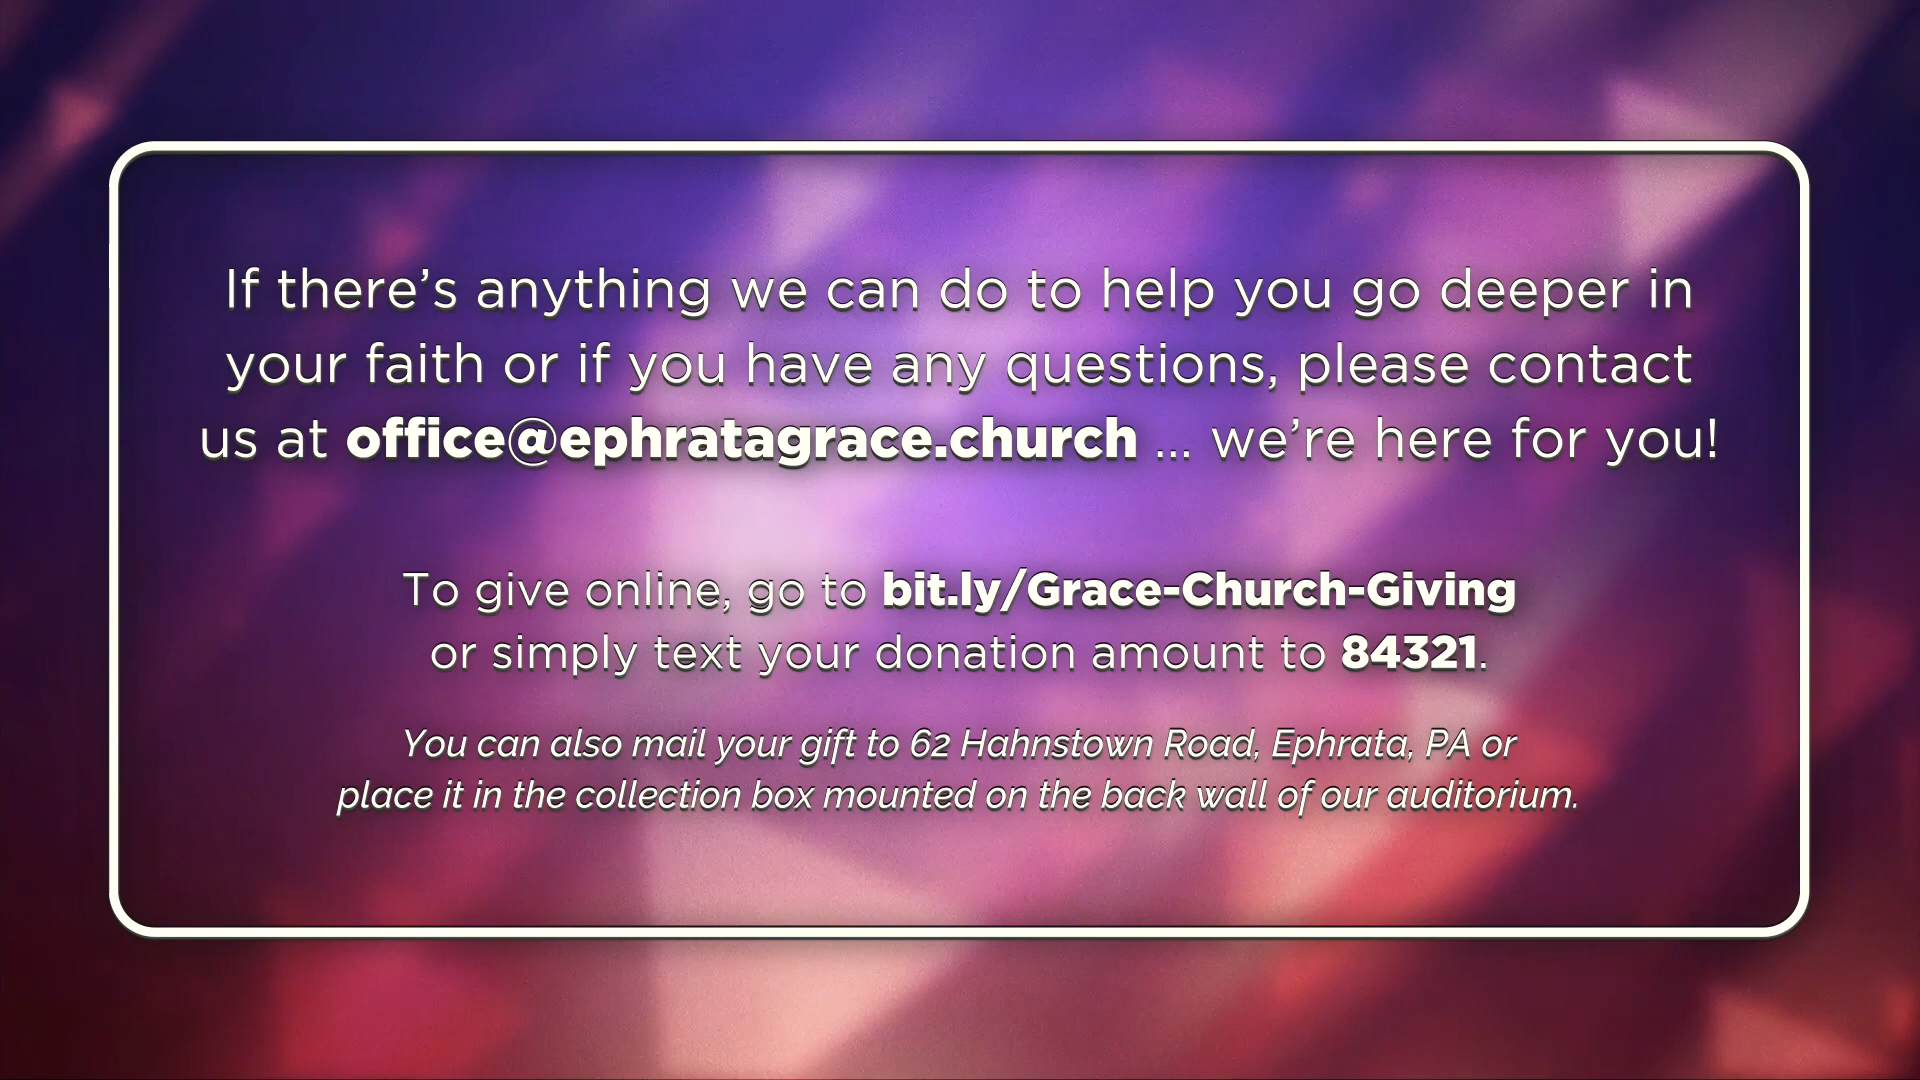 If there’s anything we can do to help you go deeper in
your faith or if you have any questions, please contact
us at office@ephratagrace.church ... we’re here for you!
To give online, go to bit.ly/Grace-Church-Giving
or simply text your donation amount to 84321.
You can also mail your gift to 62 Hahnstown Road, Ephrata, PA or
place it in the collection box mounted on the back wall of our auditorium.